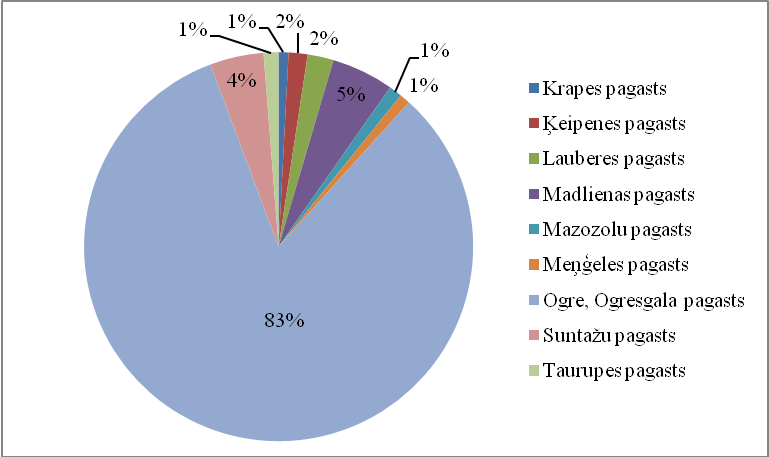 1%
1%
2%
2%
1%
4%
5%
1%
83%
Krapes pagasts
Ķeipenes pagasts
Lauberes pagasts
Madlienas pagasts
Mazozolu pagasts
Meņģeles pagasts
Ogre, Ogresgala pagasts
Suntažu pagasts
Taurupes pagasts